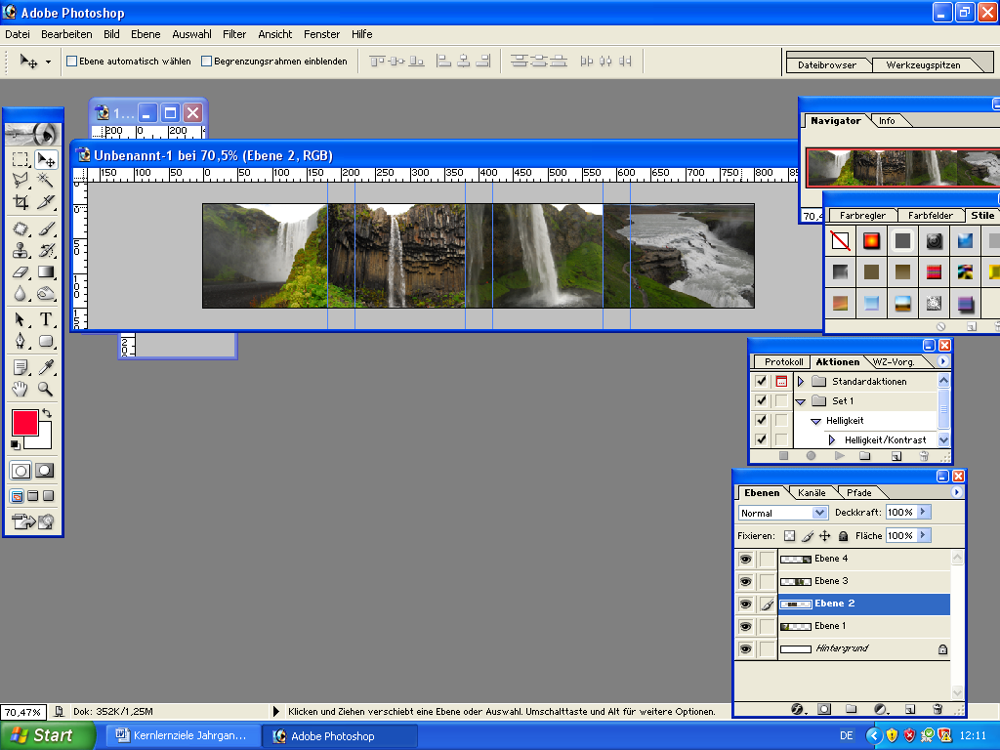 Adobe Photoshop
Datei Bearbeiten Bild Ebene Auswahl Filter Ansicht Fenster Hilfe
Ebene automatisch wählen Begrenzungsrahmen einblenden Dateibrowser Werkzeugspitzen
1...
200 0 200
Unbenannt-1 bei 70,5% (Ebene 2, RGB)
150 100 50 0 50 100 150 200 250 300 350 400 450 500 550 600 650 700 750 800
0
50
100
Navigator Info
70,4
Farbregler Farbfelder Stile
Protokoll Aktionen WZ-Vorg.
Standardaktionen
Set 1
Helligkeit
Helligkeit/Kontrast
Ebenen Kanäle Pfade
Normal Deckkraft: 100%
Fixieren: Fläche 100%
Ebene 4
Ebene 3
Ebene 2
Ebene 1
Hintergrund
T
70,47% Dok: 352K/1,25M Klicken und Ziehen verschiebt eine Ebene oder Auswahl. Umschalttaste und Alt für weitere Optionen.
Start Kernlernziele Jahrgan... Adobe Photoshop DE 12:11